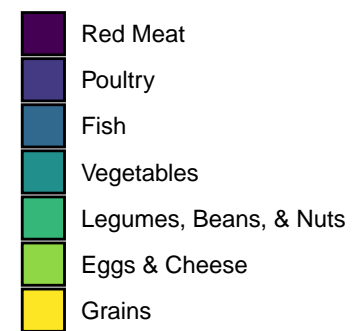 Red Meat
Poultry
Fish
Vegetables
Legumes, Beans, & Nuts
Eggs & Cheese
Grains